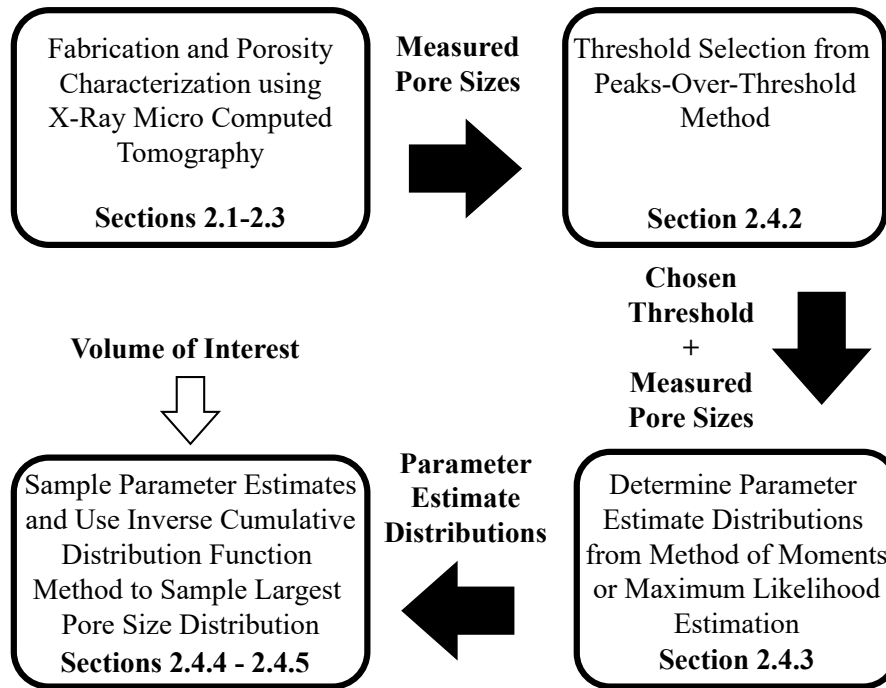 Fabrication and Porosity
Characterization using
X-Ray Micro Computed
Tomography
Sections 2.1-2.3
Measured
Pore Sizes
Threshold Selection from
Peaks-Over-Threshold
Method
Section 2.4.2
Chosen
Threshold
+
Measured
Pore Sizes
Determine Parameter
Estimate Distributions
from Method of Moments
or Maximum Likelihood
Estimation
Section 2.4.3
Parameter
Estimate
Distributions
Volume of Interest
Sample Parameter Estimates
and Use Inverse Cumulative
Distribution Function
Method to Sample Largest
Pore Size Distribution
Sections 2.4.4 - 2.4.5